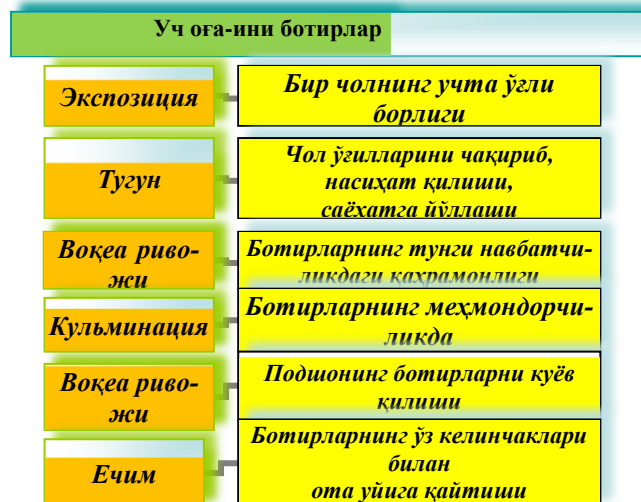 Уч оға-ини ботирлар
Экспозиция
Бир чолнинг учта ўғли
борлиги
Тугун
Чол ўғилларини чақириб,
насиҳат қилиши,
саёҳатга йўллаши
Воқеа риво-
жи
Ботирларнинг тунги навбатчи-
ликдаги қаҳрамонлиги
Кульминация
Ботирларнинг меҳмондорчи-
ликда
Воқеа риво-
жи
Подшонинг ботирларни куёв
қилиши
Ечим
Ботирларнинг ўз келинчаклари
билан
ота уйига қайтиши